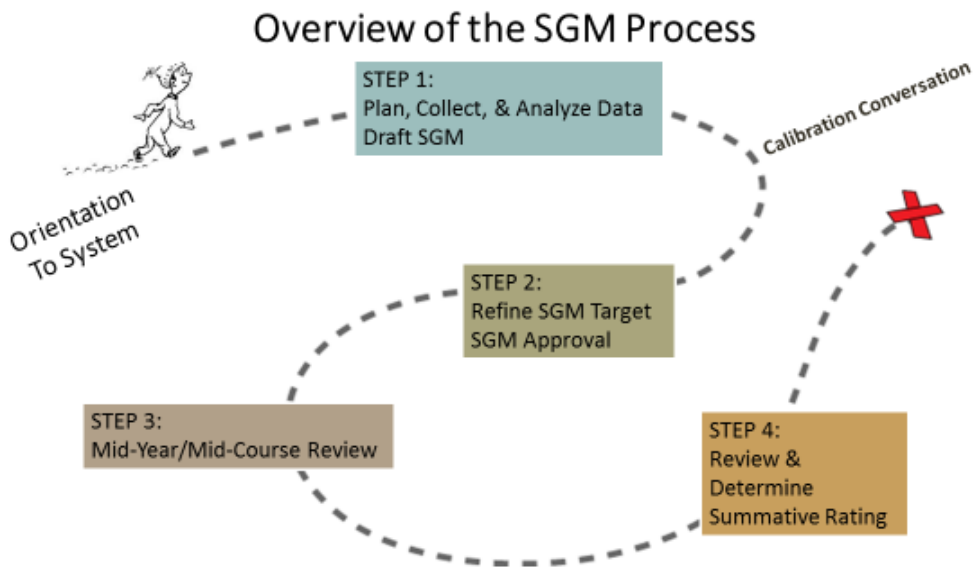 Overview of the SGM Process
Orientation
To System
STEP 1:
Plan, Collect, & Analyze Data
Draft SGM
Calibration Conversation
STEP 2:
Refine SGM Target
SGM Approval
STEP 3:
Mid-Year/Mid-Course Review
STEP 4:
Review &
Determine
Summative Rating